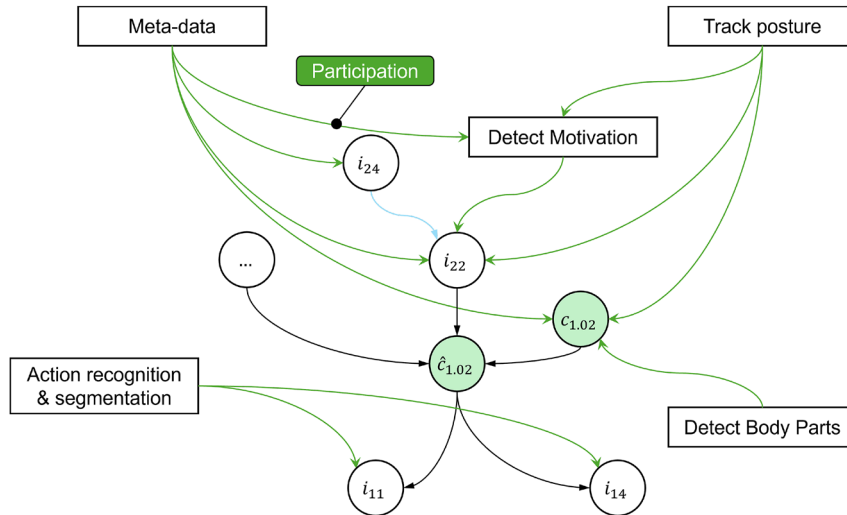 Meta-data
Track posture
Participation
Detect Motivation
i₂₄
i₂₂
...
c₁.₀₂
ĉ₁.₀₂
Action recognition
& segmentation
Detect Body Parts
i₁₁
i₁₄